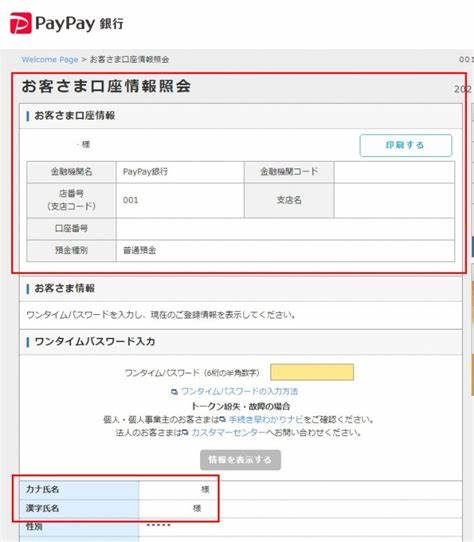 PayPay 銀行
Welcome Page > お客さま口座情報照会
001
お客さま口座情報照会
202
お客さま口座情報
様
印刷する
金融機関名 PayPay銀行 金融機関コード
店番号
(支店コード) 001 支店名
口座番号
預金種別 普通預金
お客さま情報
ワンタイムパスワードを入力し、現在のご登録情報を表示してください。
ワンタイムパスワード入力
ワンタイムパスワード (6桁の半角数字)
ワンタイムパスワードの入力方法
トークン紛失・故障の場合
個人・個人事業主のお客さまは 手続き早わかりナビをご確認ください。
法人のお客さまは カスタマーセンターへお問い合わせください。
情報を表示する
カナ氏名 様
漢字氏名 様
性別 *****